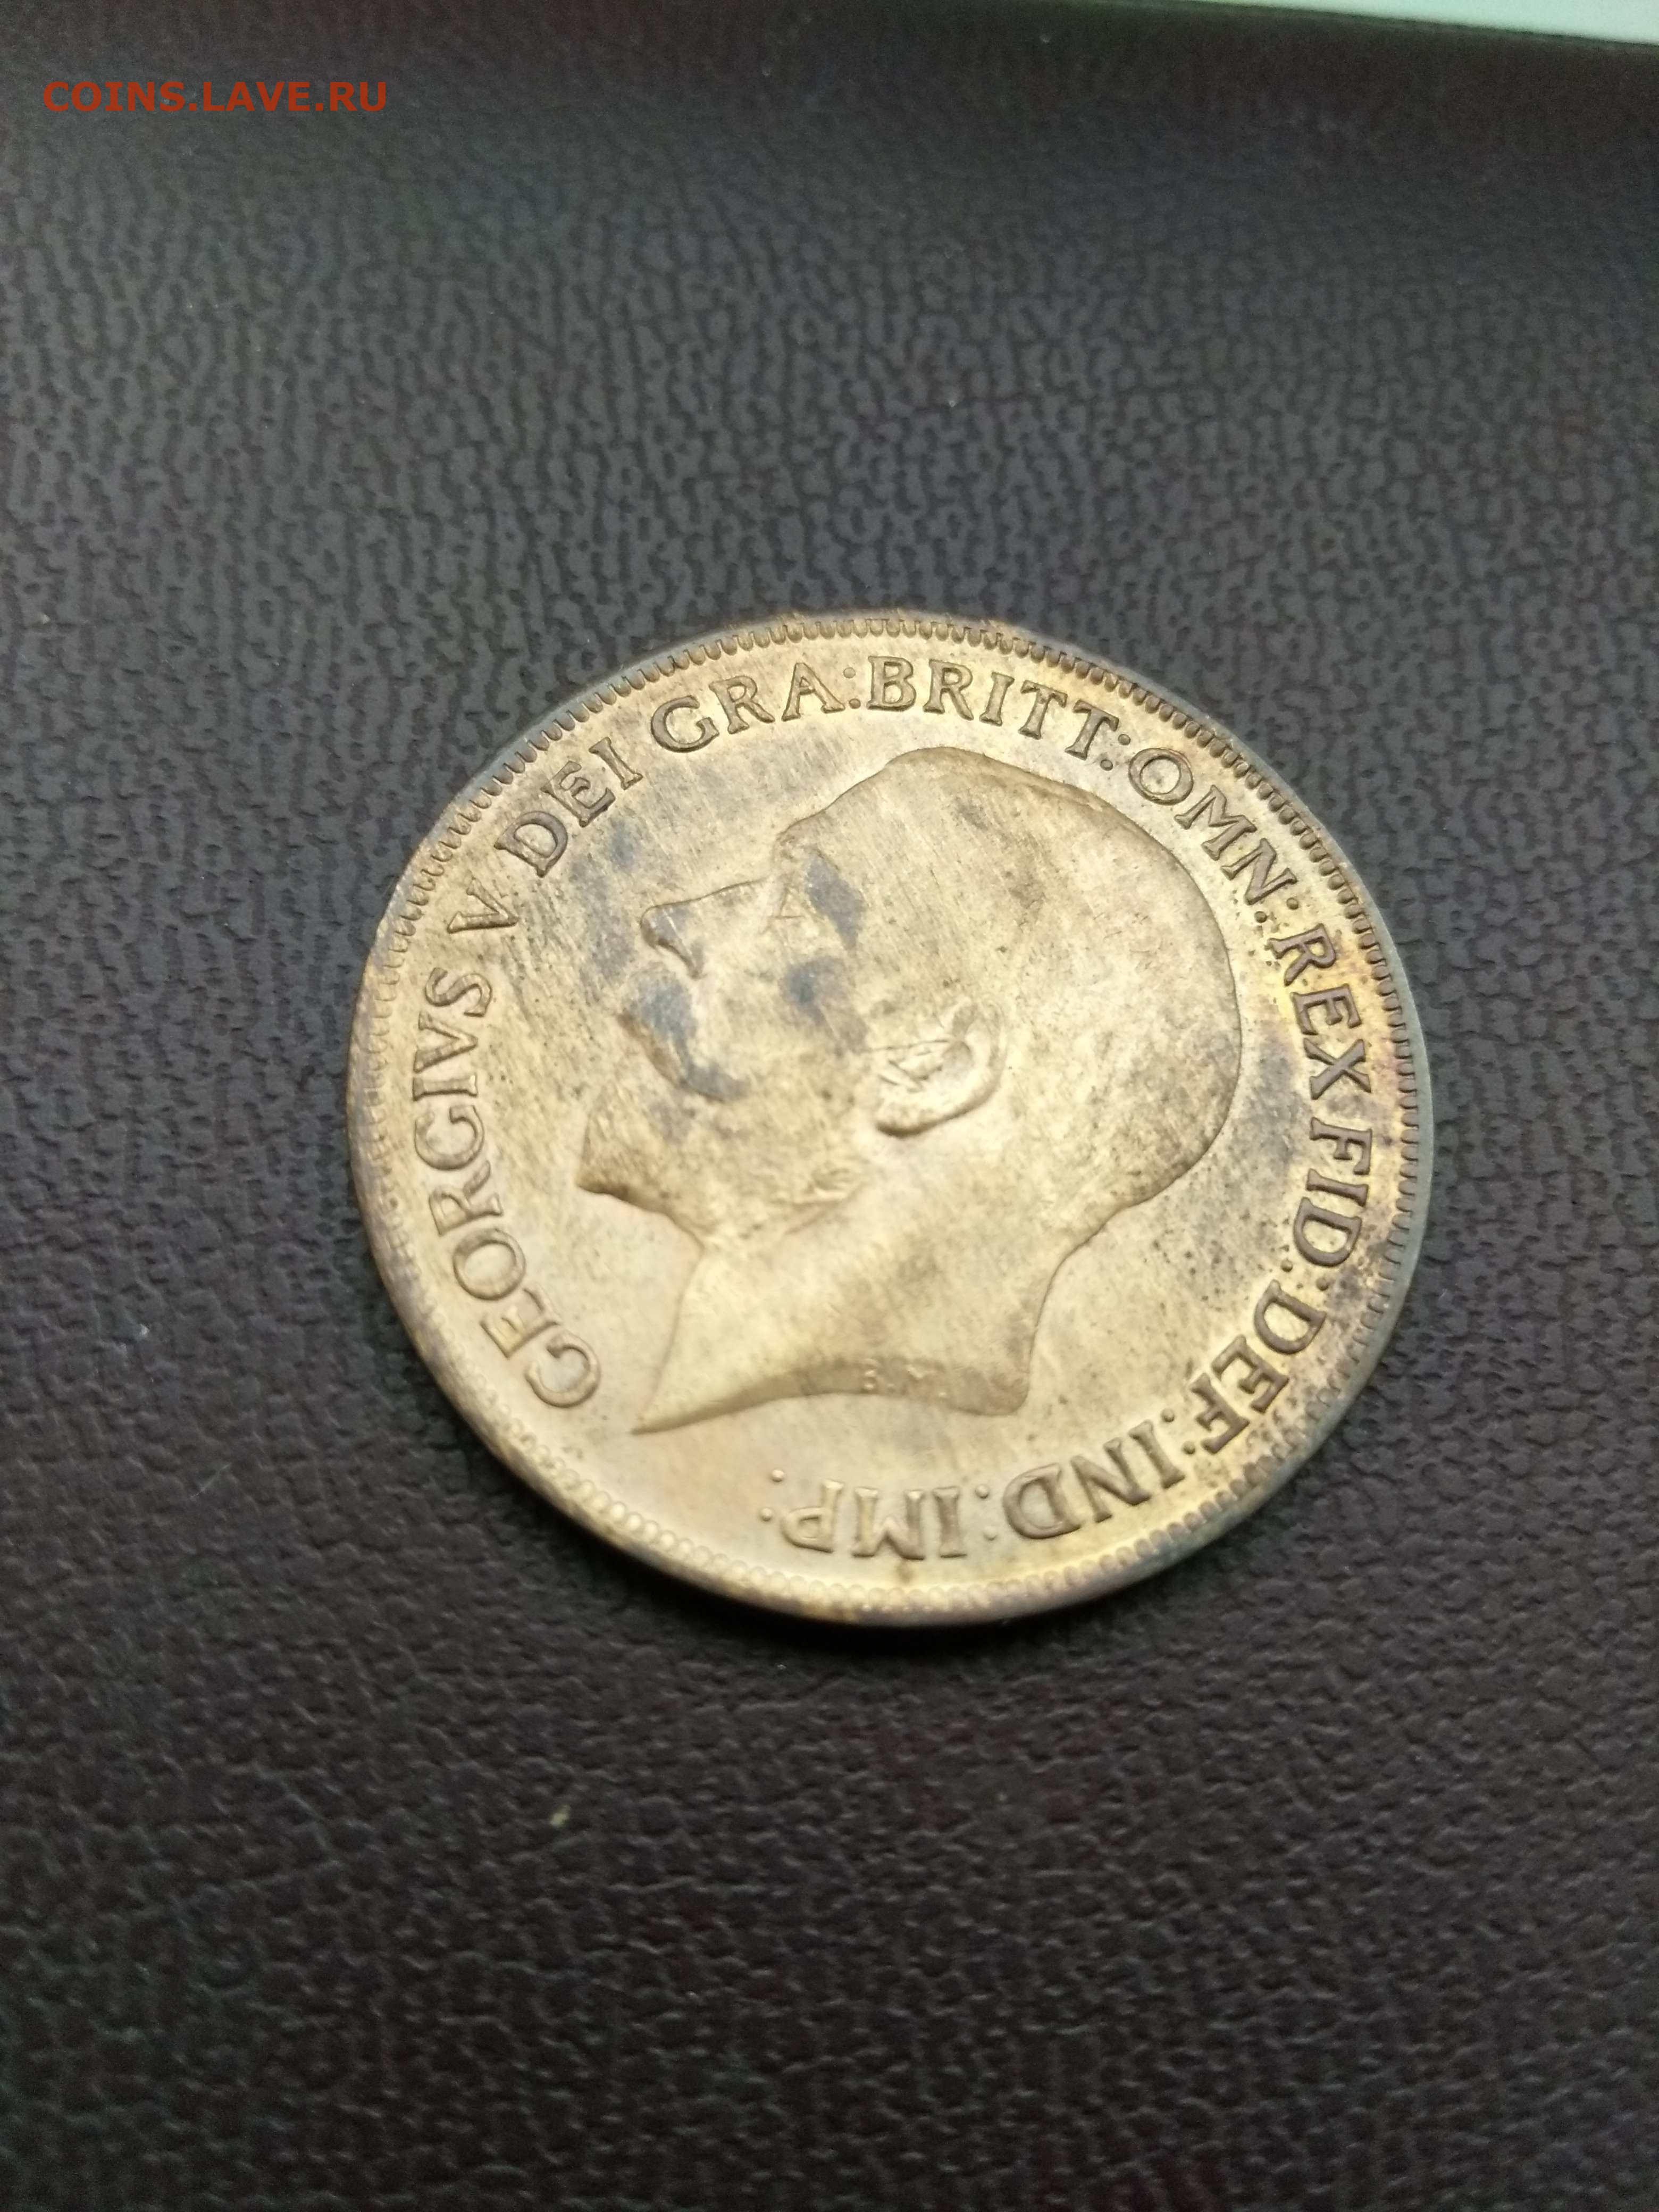 COINS.LAVE.RU
GEORGIVS V DEI GRA:BRITT:OMN:REX FID:DEF:IND:IMP:
B.M.